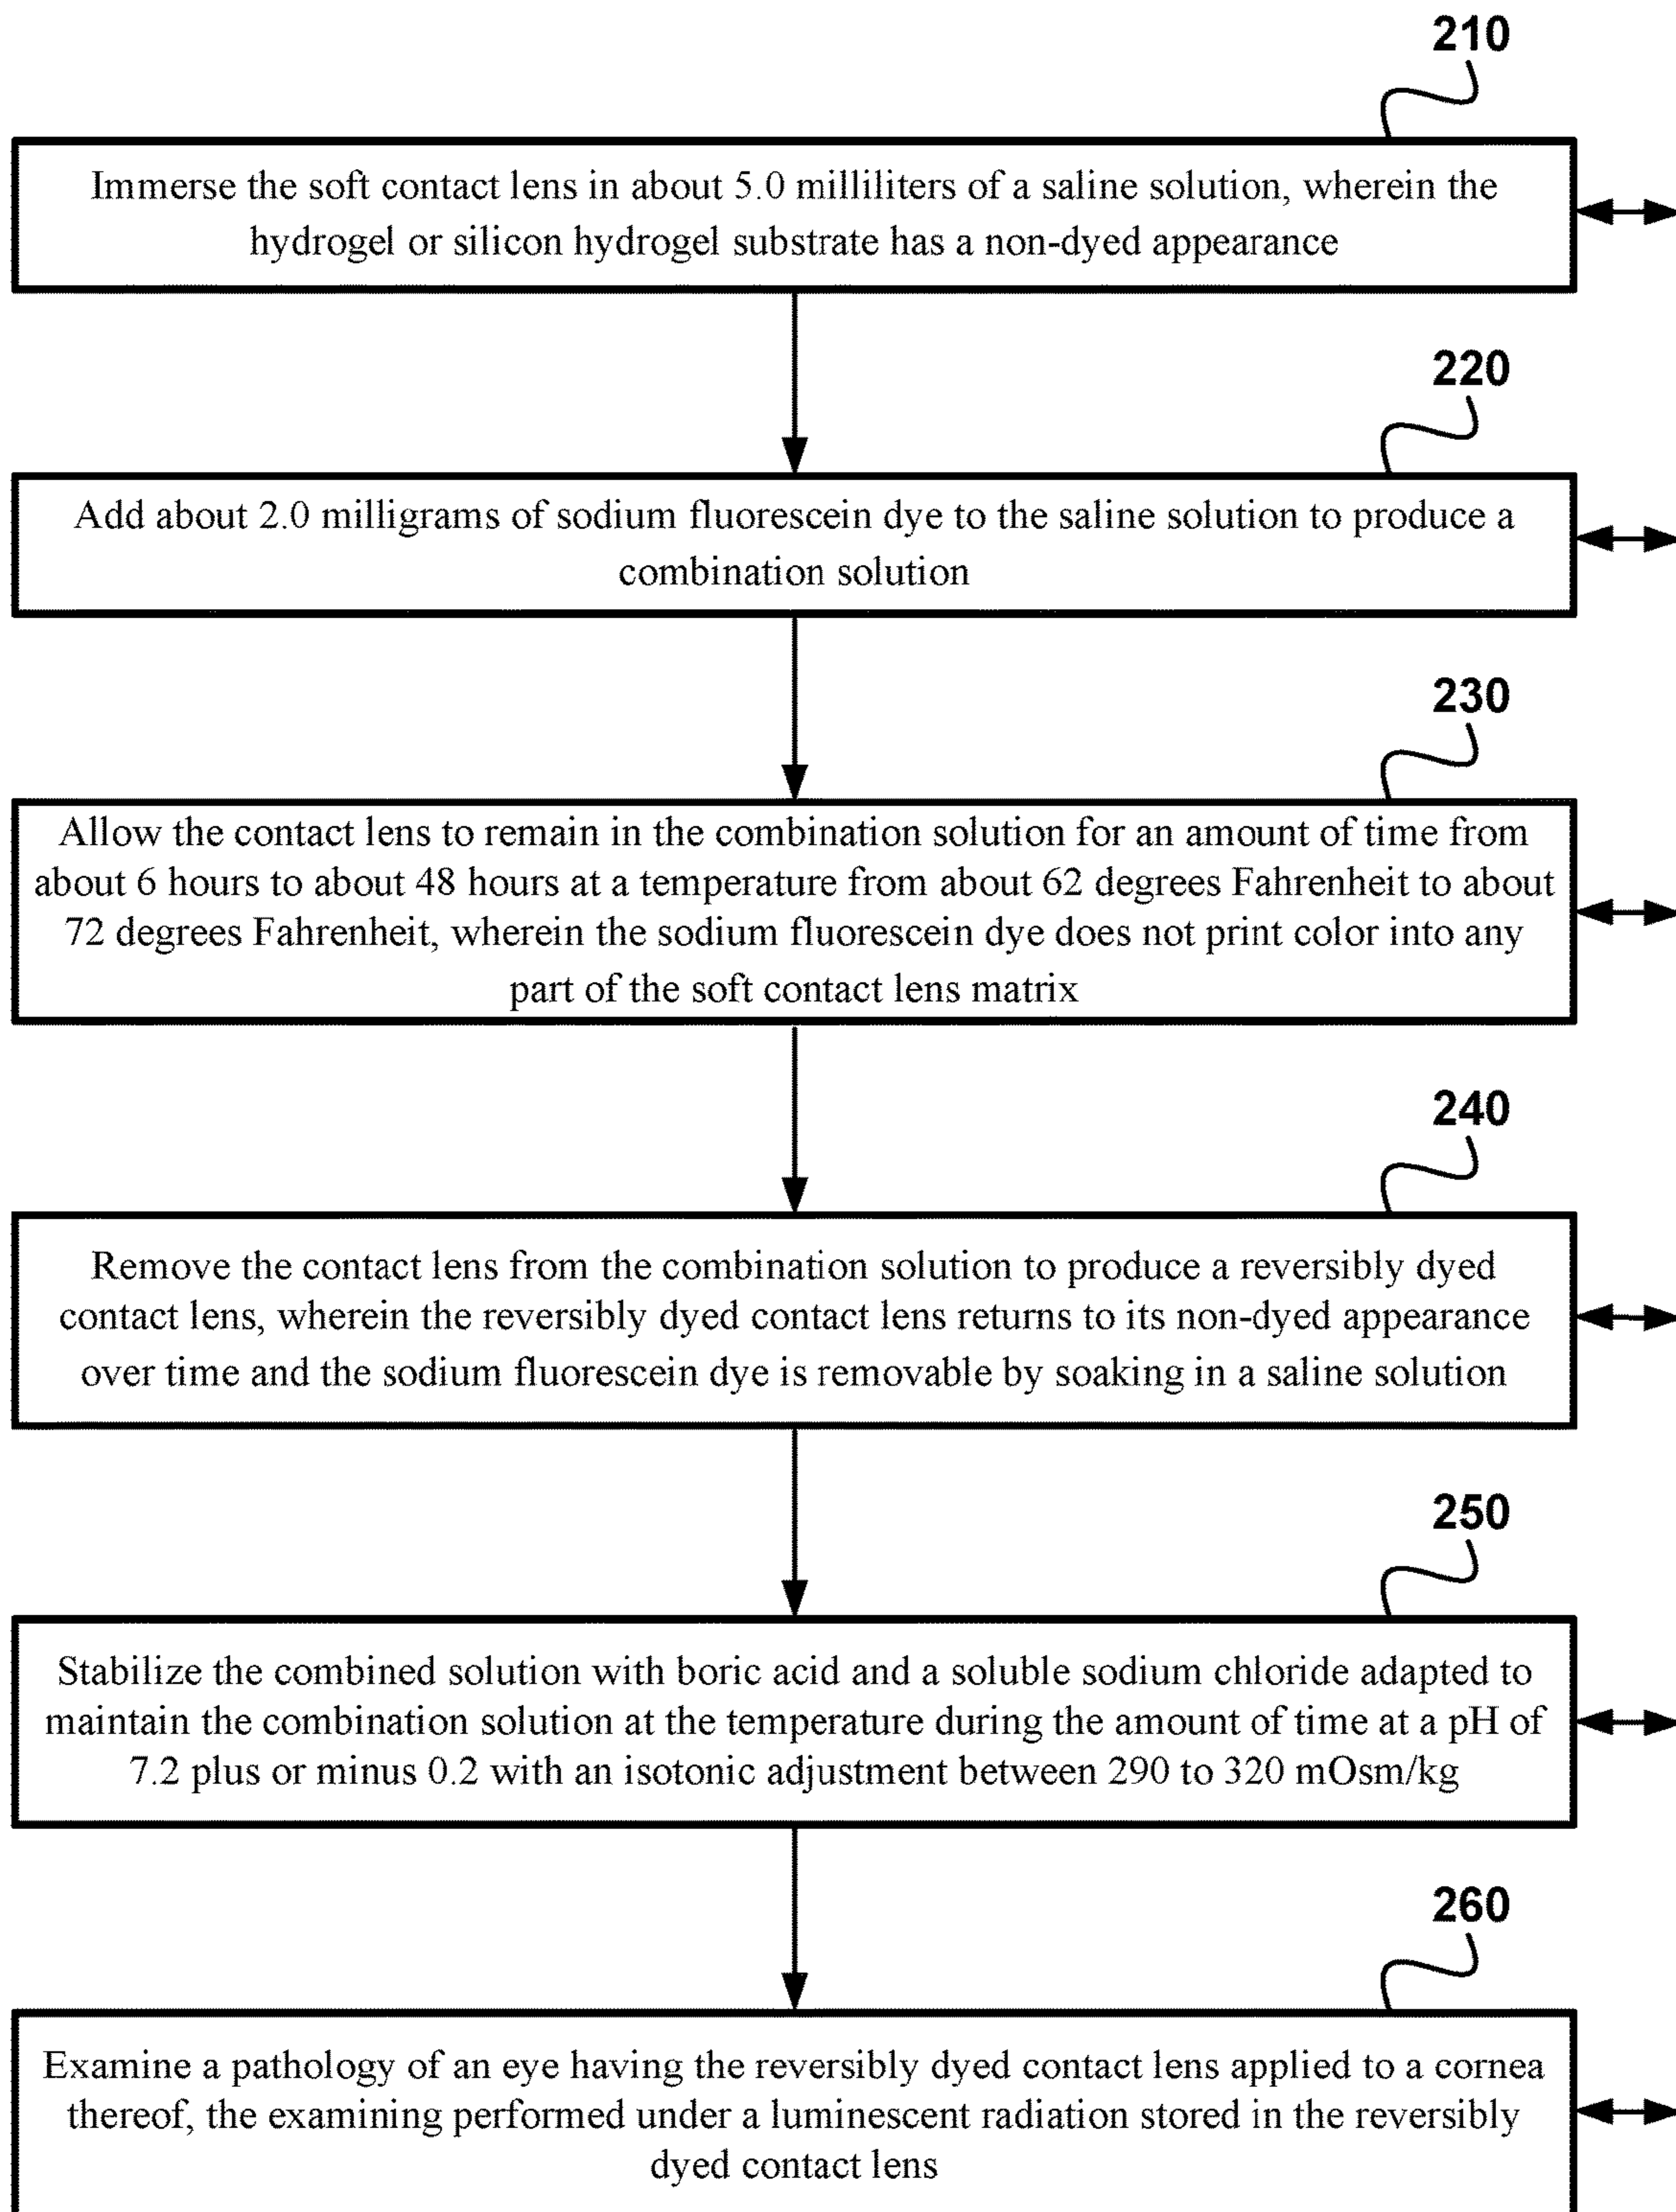 210
Immerse the soft contact lens in about 5.0 milliliters of a saline solution, wherein the
hydrogel or silicon hydrogel substrate has a non-dyed appearance
220
Add about 2.0 milligrams of sodium fluorescein dye to the saline solution to produce a
combination solution
230
Allow the contact lens to remain in the combination solution for an amount of time from
about 6 hours to about 48 hours at a temperature from about 62 degrees Fahrenheit to about
72 degrees Fahrenheit, wherein the sodium fluorescein dye does not print color into any
part of the soft contact lens matrix
240
Remove the contact lens from the combination solution to produce a reversibly dyed
contact lens, wherein the reversibly dyed contact lens returns to its non-dyed appearance
over time and the sodium fluorescein dye is removable by soaking in a saline solution
250
Stabilize the combined solution with boric acid and a soluble sodium chloride adapted to
maintain the combination solution at the temperature during the amount of time at a pH of
7.2 plus or minus 0.2 with an isotonic adjustment between 290 to 320 mOsm/kg
260
Examine a pathology of an eye having the reversibly dyed contact lens applied to a cornea
thereof, the examining performed under a luminescent radiation stored in the reversibly
dyed contact lens